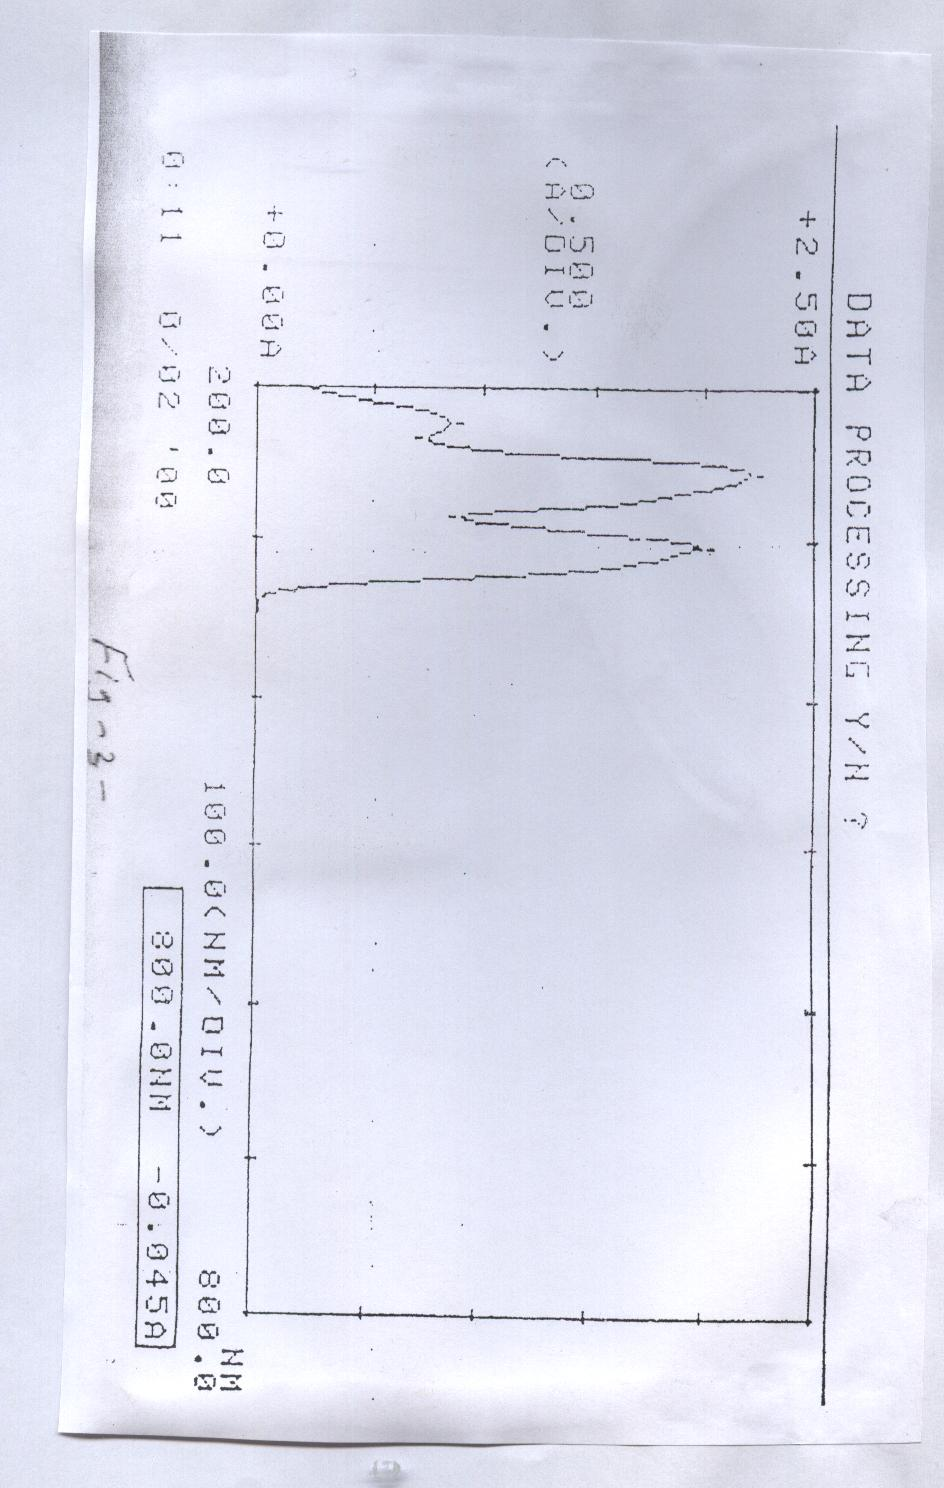 DATA PROCESSING Y/N ?
+2.50A
0.500
(A/DIV.)
+0.00A
200.0
100.0(NM/DIV.)
800.0
NM
0:11 0/02 '00
800.0NM -0.045A
Fig-3-